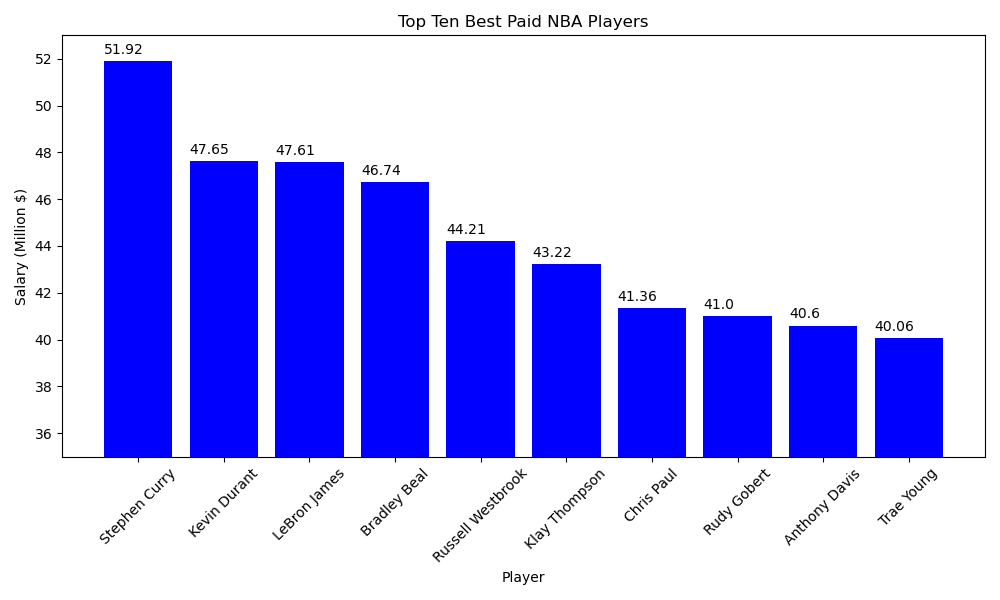 Top Ten Best Paid NBA Players
Salary (Million $)
52
50
48
46
44
42
40
38
36
51.92
47.65
47.61
46.74
44.21
43.22
41.36
41.0
40.6
40.06
Stephen Curry
Kevin Durant
LeBron James
Bradley Beal
Russell Westbrook
Klay Thompson
Chris Paul
Rudy Gobert
Anthony Davis
Trae Young
Player